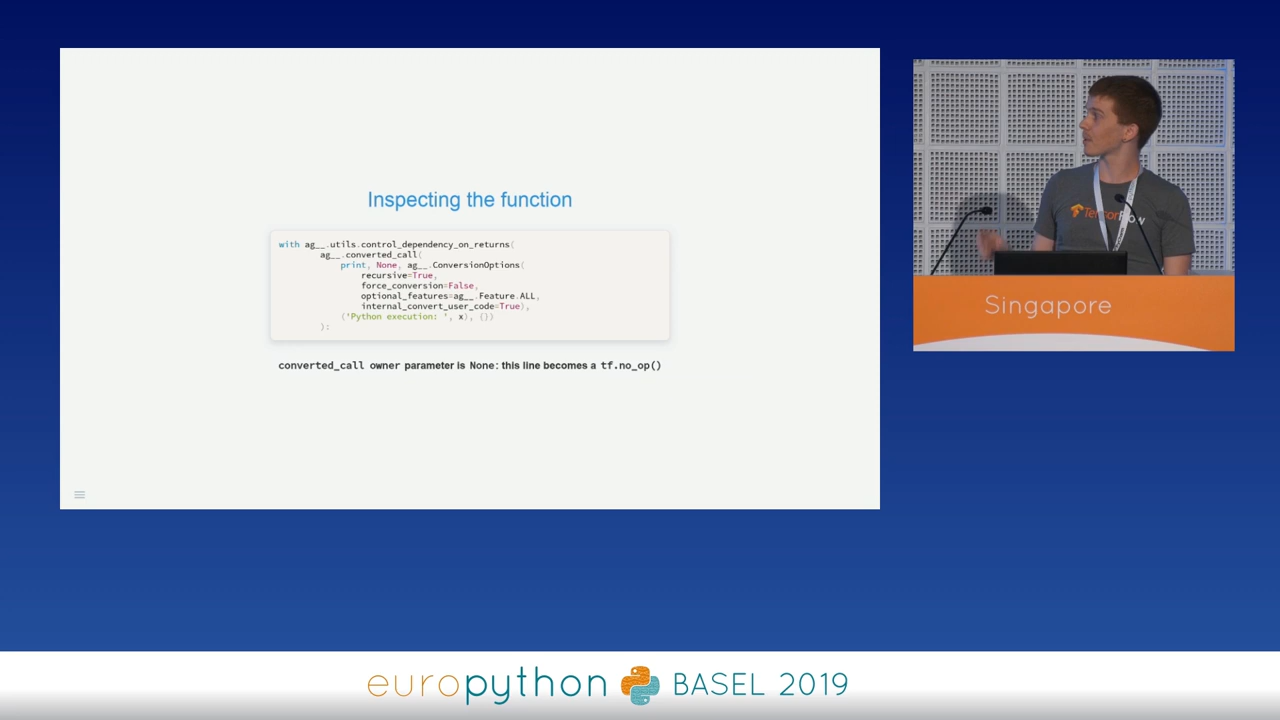 Inspecting the function
with ag__.utils.control_dependency_on_returns(
ag__.converted_call(
print, None, ag__.ConversionOptions(
recursive=True,
force_conversion=False,
optional_features=ag__.Feature.ALL,
internal_convert_user_code=True),
('Python execution: ', x), {})
):
converted_call owner parameter is None: this line becomes a tf.no_op()
TensorFlow
Singapore
europython BASEL 2019